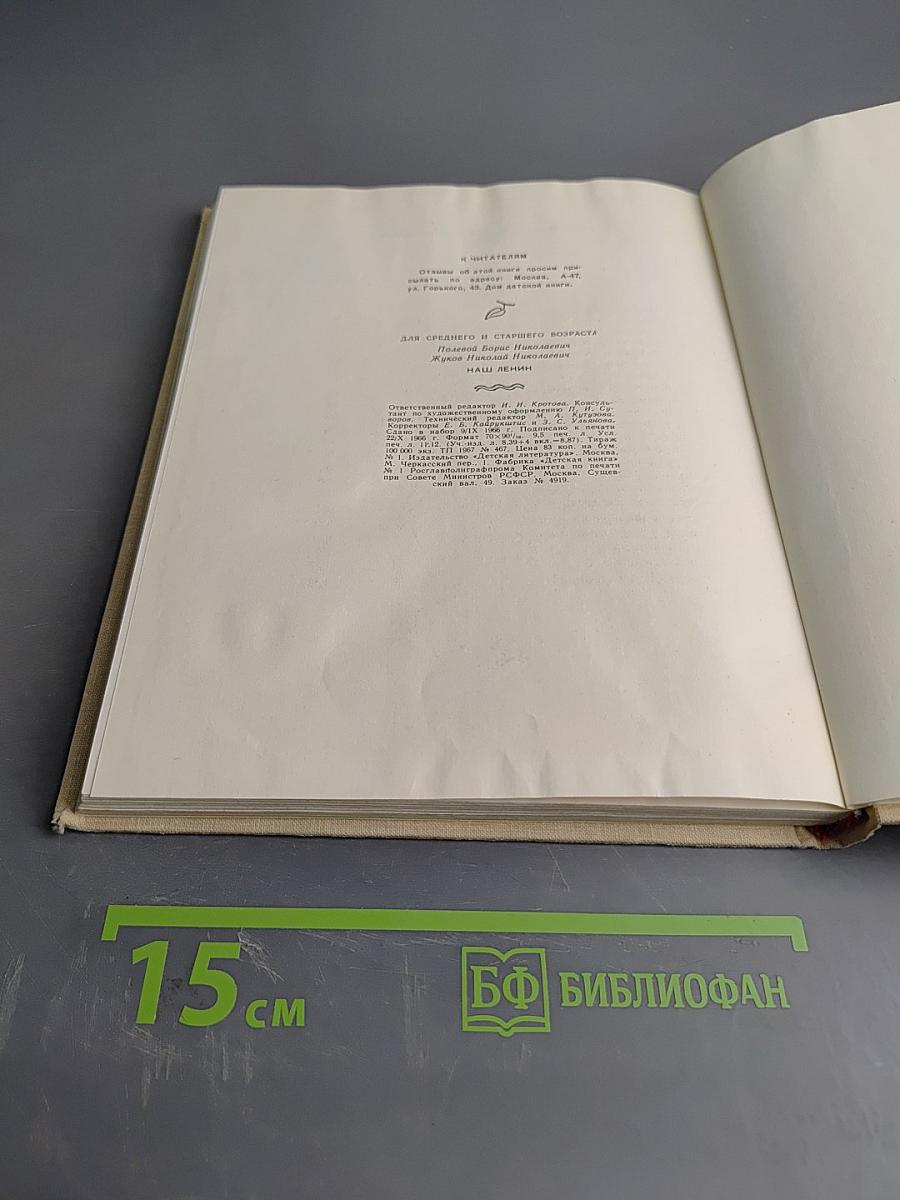 К ЧИТАТЕЛЯМ
Отзывы об этой книге просим при-
сылать по адресу: Москва, А-47,
ул. Горького, 43. Дом детской книги.
ДЛЯ СРЕДНЕГО И СТАРШЕГО ВОЗРАСТА
Полевой Борис Николаевич
Жуков Николай Николаевич
НАШ ЛЕНИН
Ответственный редактор И. И. Кротова. Консуль-
тант по художественному оформлению П. И. Су-
воров. Технический редактор М. А. Кутузова.
Корректоры Е. Б. Кайрукштис и З. С. Ульянова.
Сдано в набор 9/IX 1966 г. Подписано к печати
22/X 1966 г. Формат 70×90¹/₁₆. 9,5 печ. л. Усл.
печ. л. 11,12. (Уч.-изд. л. 8,39+4 вкл.=8,87). Тираж
100 000 экз. ТП 1967 № 467. Цена 83 коп. на бум.
№ 1. Издательство «Детская литература». Москва,
М. Черкасский пер., 1. Фабрика «Детская книга»
№ 1 Росглавполиграфпрома Комитета по печати
при Совете Министров РСФСР. Москва, Сущев-
ский вал, 49. Заказ № 4919.
15 см
БФ БИБЛИОФАН